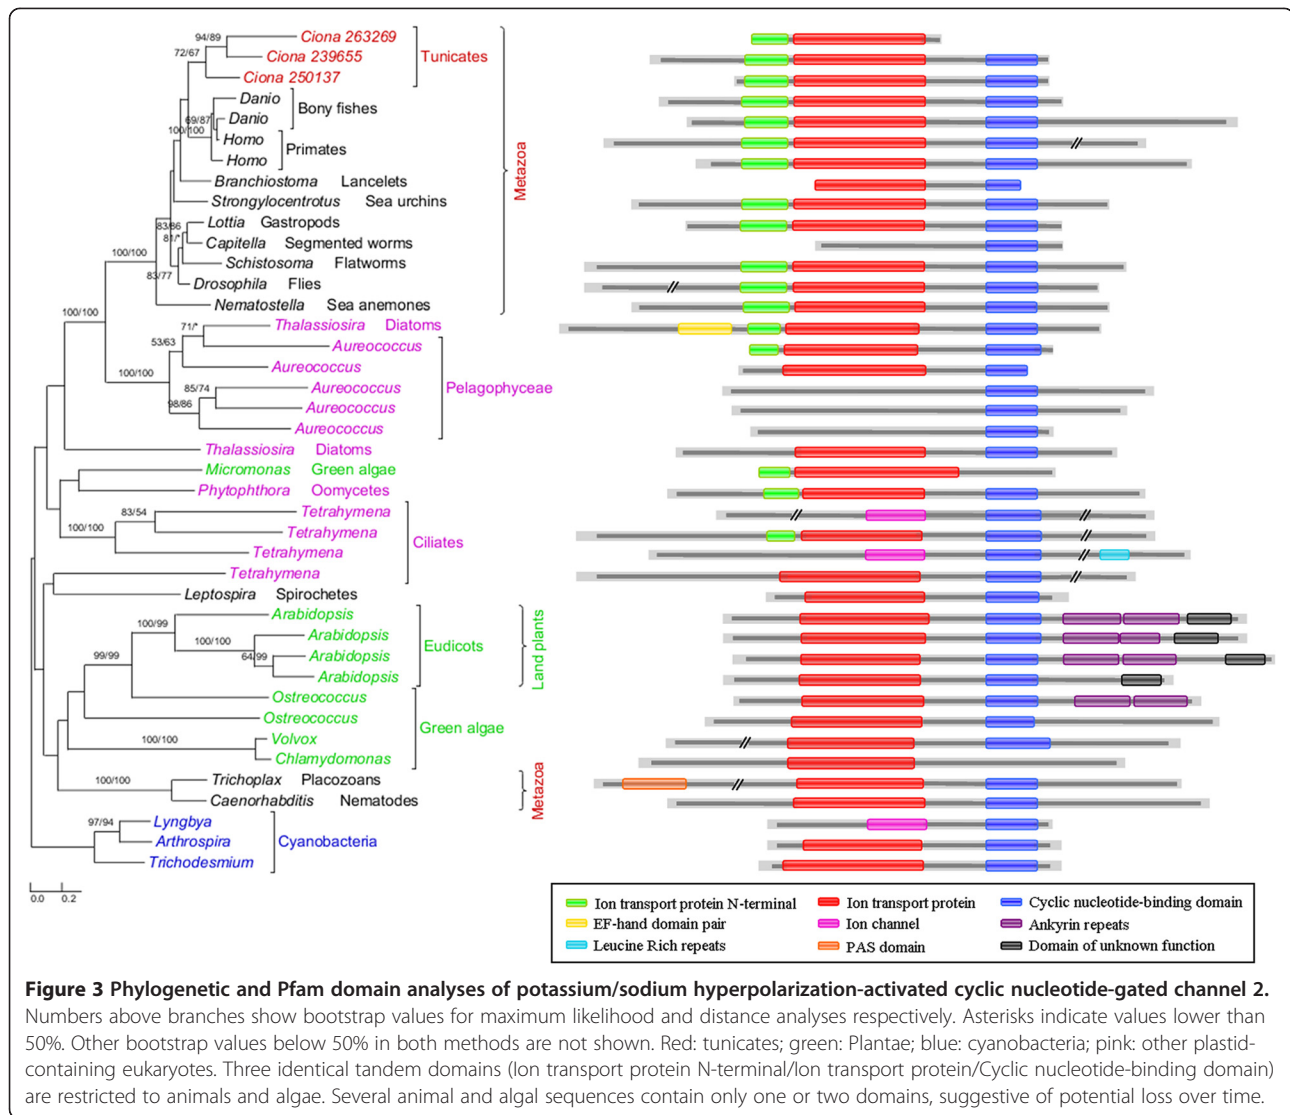 94/89
Ciona 263269
72/67
Ciona 239655
Tunicates
Ciona 250137
Danio
Bony fishes
69/87
Danio
100/100
Homo
Primates
Homo
Metazoa
Branchiostoma Lancelets
Strongylocentrotus Sea urchins
83/86
Lottia Gastropods
81/*
Capitella Segmented worms
100/100
Schistosoma Flatworms
83/77
Drosophila Flies
Nematostella Sea anemones
100/100
71/*
Thalassiosira Diatoms
53/63
Aureococcus
Aureococcus
100/100
85/74
Aureococcus
Pelagophyceae
98/86
Aureococcus
Aureococcus
Thalassiosira Diatoms
Micromonas Green algae
Phytophthora Oomycetes
83/54
Tetrahymena
100/100
Tetrahymena
Ciliates
Tetrahymena
Tetrahymena
Leptospira Spirochetes
Arabidopsis
100/99
100/100
Arabidopsis
Eudicots
Land plants
99/99
64/99
Arabidopsis
Arabidopsis
Ostreococcus
Ostreococcus
Green algae
100/100
Volvox
Chlamydomonas
100/100
Trichoplax Placozoans
Metazoa
Caenorhabditis Nematodes
97/94
Lyngbya
Arthrospira
Cyanobacteria
Trichodesmium
0.0 0.2
Ion transport protein N-terminal
Ion transport protein
Cyclic nucleotide-binding domain
EF-hand domain pair
Ion channel
Ankyrin repeats
Leucine Rich repeats
PAS domain
Domain of unknown function
Figure 3 Phylogenetic and Pfam domain analyses of potassium/sodium hyperpolarization-activated cyclic nucleotide-gated channel 2.
Numbers above branches show bootstrap values for maximum likelihood and distance analyses respectively. Asterisks indicate values lower than
50%. Other bootstrap values below 50% in both methods are not shown. Red: tunicates; green: Plantae; blue: cyanobacteria; pink: other plastid-
containing eukaryotes. Three identical tandem domains (Ion transport protein N-terminal/Ion transport protein/Cyclic nucleotide-binding domain)
are restricted to animals and algae. Several animal and algal sequences contain only one or two domains, suggestive of potential loss over time.